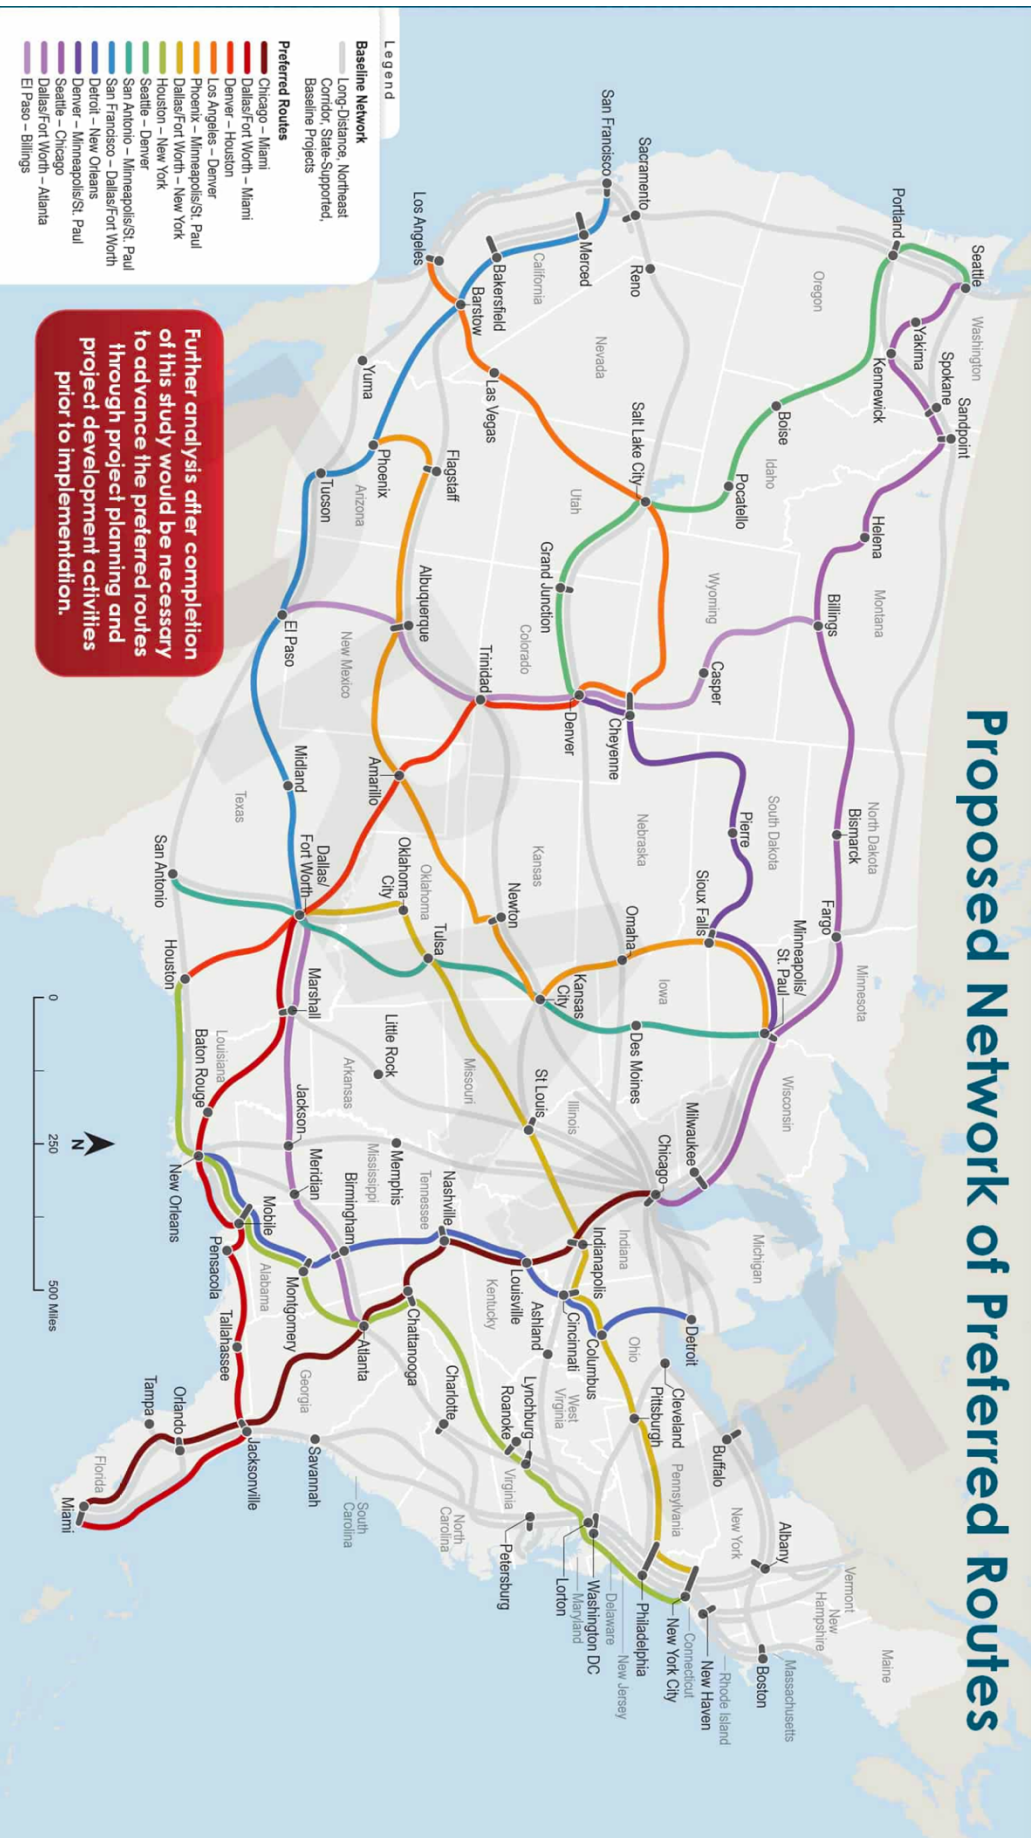 Proposed Network of Preferred Routes
Legend
Baseline Network
Long-Distance, Northeast
Corridor, State-Supported,
Baseline Projects
Preferred Routes
Chicago – Miami
Dallas/Fort Worth – Miami
Denver – Houston
Los Angeles – Denver
Phoenix – Minneapolis/St. Paul
Dallas/Fort Worth – New York
Houston – New York
Seattle – Denver
San Antonio – Minneapolis/St. Paul
San Francisco – Dallas/Fort Worth
Detroit – New Orleans
Denver – Minneapolis/St. Paul
Seattle – Chicago
Dallas/Fort Worth – Atlanta
El Paso – Billings
Further analysis after completion
of this study would be necessary
to advance the preferred routes
through project planning and
project development activities
prior to implementation.
Seattle
Washington
Yakima
Spokane
Sandpoint
Kennewick
Portland
Oregon
Boise
Idaho
Pocatello
Helena
Montana
Billings
North Dakota
Bismarck
Fargo
Minnesota
Minneapolis/
St. Paul
South Dakota
Pierre
Sioux Falls
Wyoming
Casper
Cheyenne
Sacramento
San Francisco
Reno
Merced
California
Bakersfield
Barstow
Los Angeles
Nevada
Las Vegas
Salt Lake City
Utah
Grand Junction
Colorado
Denver
Trinidad
Yuma
Phoenix
Flagstaff
Arizona
Tucson
Albuquerque
New Mexico
El Paso
Midland
Amarillo
Texas
Dallas/
Fort Worth
San Antonio
Houston
Oklahoma
City
Oklahoma
Tulsa
Kansas
Newton
Nebraska
Omaha
Kansas
City
Iowa
Des Moines
Missouri
St Louis
Illinois
Wisconsin
Milwaukee
Chicago
Michigan
Detroit
Indiana
Indianapolis
Ohio
Cincinnati
Columbus
Cleveland
Pittsburgh
Louisville
Kentucky
Ashland
West
Virginia
Nashville
Tennessee
Memphis
Little Rock
Arkansas
Marshall
Louisiana
Baton Rouge
New Orleans
Jackson
Mississippi
Meridian
Birmingham
Mobile
Alabama
Montgomery
Pensacola
Tallahassee
Chattanooga
Atlanta
Georgia
Savannah
Jacksonville
Orlando
Tampa
Florida
Miami
South
Carolina
North
Carolina
Charlotte
Roanoke
Lynchburg
Virginia
Petersburg
Lorton
Washington DC
Maryland
Delaware
New Jersey
Philadelphia
Pennsylvania
New York City
New York
Buffalo
Albany
Connecticut
New Haven
Rhode Island
Boston
Massachusetts
Vermont
New
Hampshire
Maine
N
0
250
500 Miles